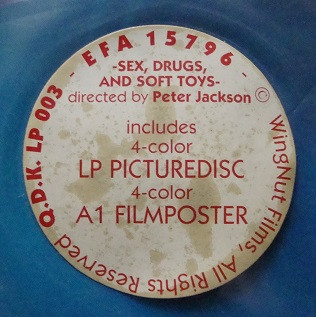 Q.D.K. LP 003 - EFA 15796 -
-SEX, DRUGS,
AND SOFT TOYS-
directed by Peter Jackson ©
includes
4-color
LP PICTUREDISC
4-color
A1 FILMPOSTER
WingNut Films, All Rights Reserved